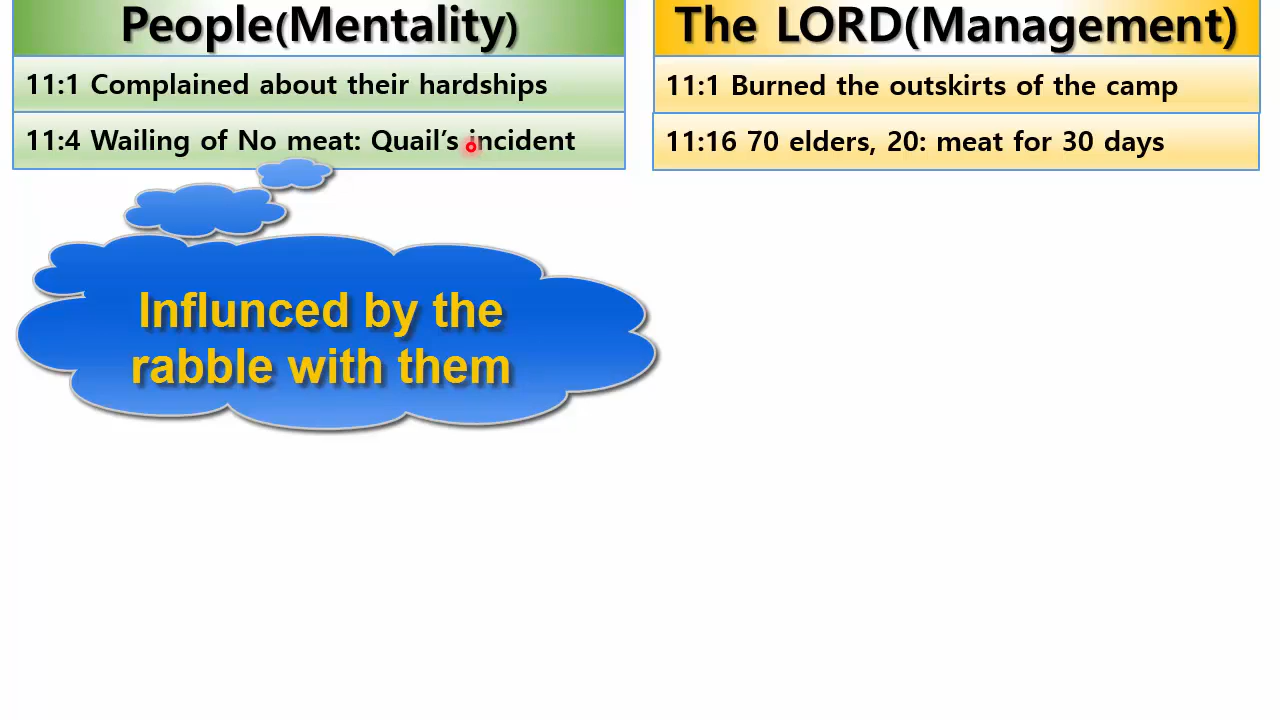 People(Mentality)
The LORD(Management)
11:1 Complained about their hardships
11:1 Burned the outskirts of the camp
11:4 Wailing of No meat: Quail's incident
11:16 70 elders, 20: meat for 30 days
Influnced by the
rabble with them